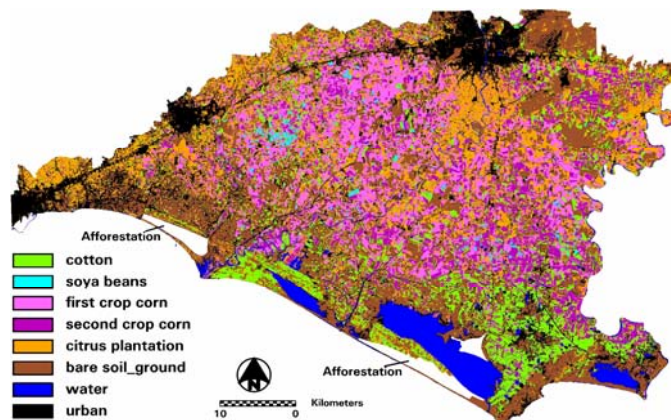 Afforestation
cotton
soya beans
first crop corn
second crop corn
citrus plantation
bare soil_ground
water
urban
Afforestation
N
Kilometers
10 0